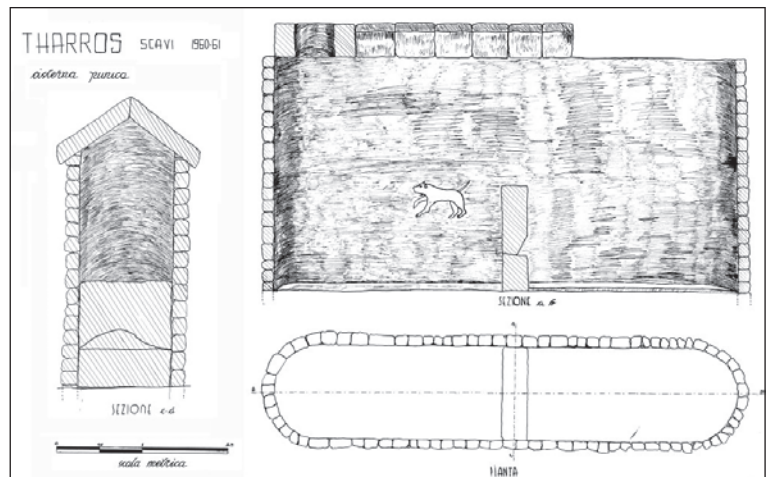 THARROS SCAVI 1960-61
cisterna punica
SEZIONE a-b
SEZIONE c-d
scala metrica
PIANTA